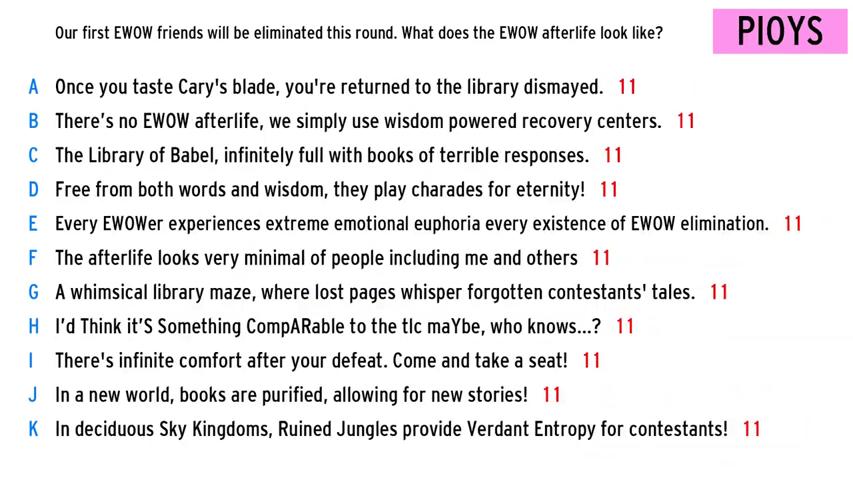 Our first EWOW friends will be eliminated this round. What does the EWOW afterlife look like?
PIOYS
A Once you taste Cary's blade, you're returned to the library dismayed. 11
B There's no EWOW afterlife, we simply use wisdom powered recovery centers. 11
C The Library of Babel, infinitely full with books of terrible responses. 11
D Free from both words and wisdom, they play charades for eternity! 11
E Every EWOWer experiences extreme emotional euphoria every existence of EWOW elimination. 11
F The afterlife looks very minimal of people including me and others 11
G A whimsical library maze, where lost pages whisper forgotten contestants' tales. 11
H I'd Think it'S Something CompARable to the tlc maYbe, who knows...? 11
I There's infinite comfort after your defeat. Come and take a seat! 11
J In a new world, books are purified, allowing for new stories! 11
K In deciduous Sky Kingdoms, Ruined Jungles provide Verdant Entropy for contestants! 11